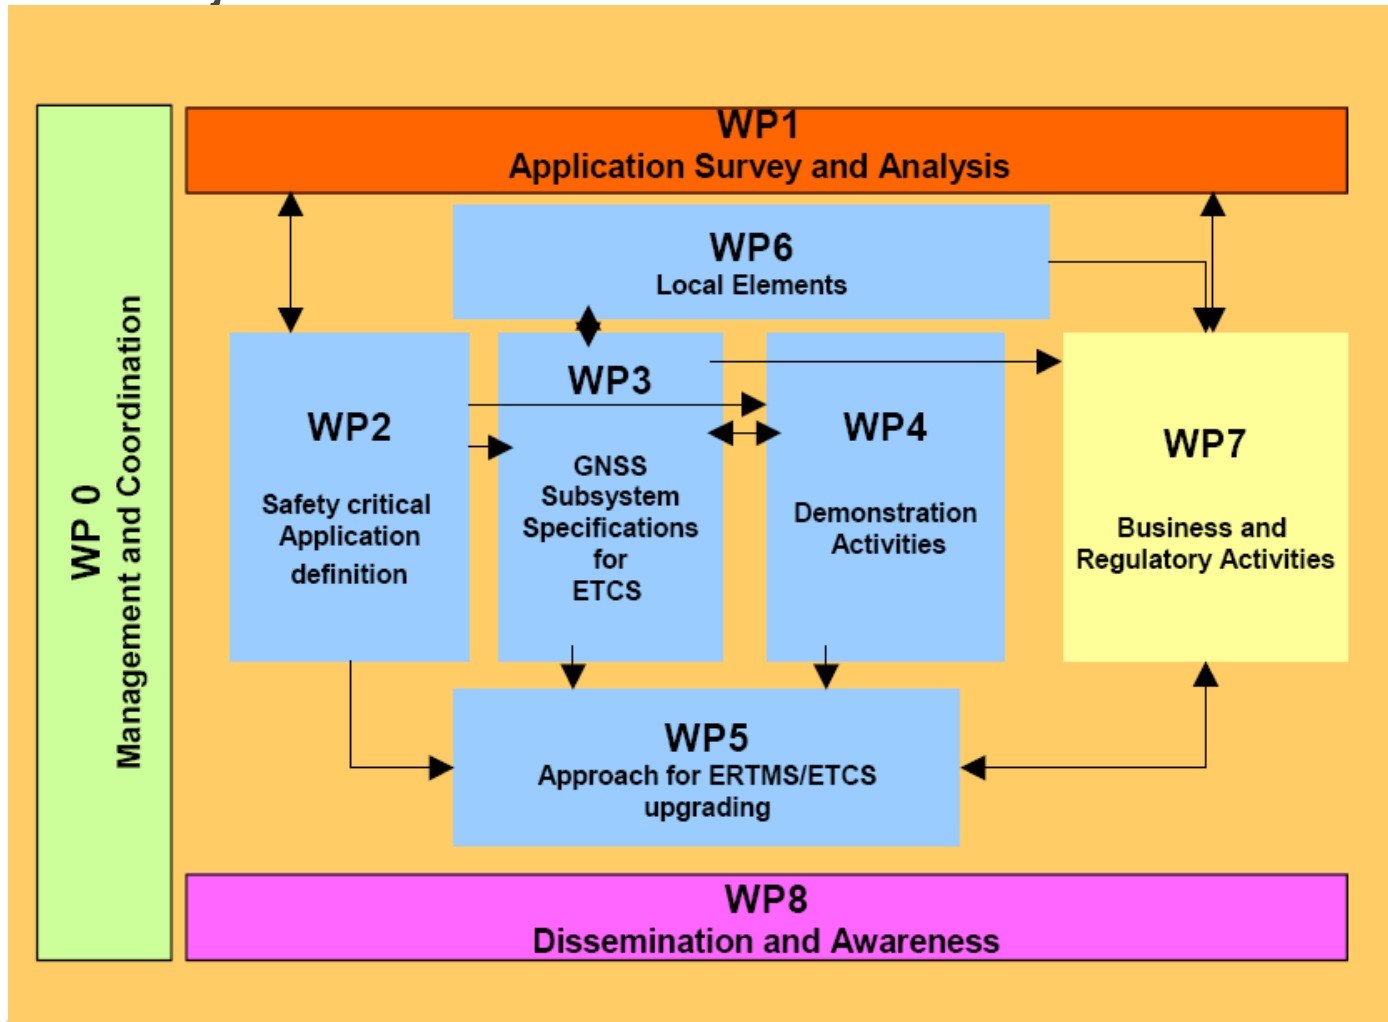 WP 0
Management and Coordination
WP1
Application Survey and Analysis
WP6
Local Elements
WP2
Safety critical
Application
definition
WP3
GNSS
Subsystem
Specifications
for
ETCS
WP4
Demonstration
Activities
WP7
Business and
Regulatory Activities
WP5
Approach for ERTMS/ETCS
upgrading
WP8
Dissemination and Awareness